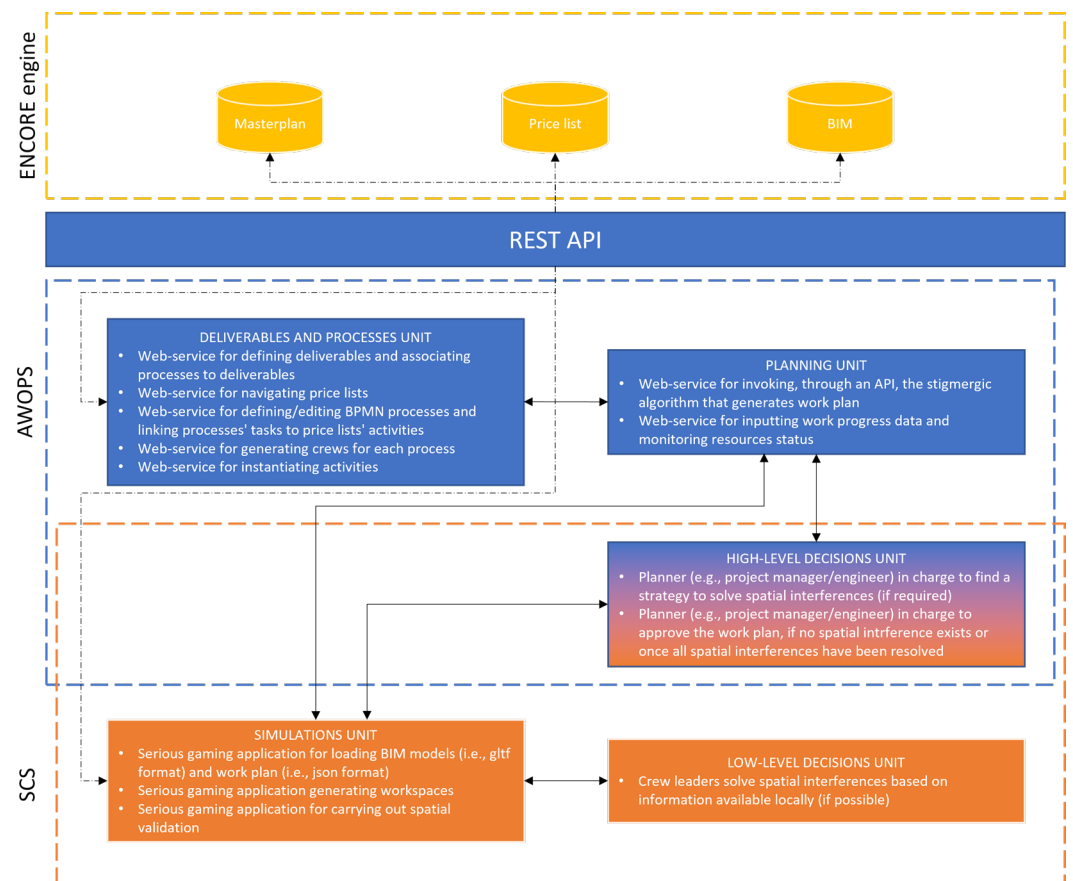 ENCORE engine
Masterplan
Price list
BIM
REST API
AWOPS
DELIVERABLES AND PROCESSES UNIT
• Web-service for defining deliverables and associating
processes to deliverables
• Web-service for navigating price lists
• Web-service for defining/editing BPMN processes and
linking processes' tasks to price lists' activities
• Web-service for generating crews for each process
• Web-service for instantiating activities
PLANNING UNIT
• Web-service for invoking, through an API, the stigmergic
algorithm that generates work plan
• Web-service for inputting work progress data and
monitoring resources status
HIGH-LEVEL DECISIONS UNIT
• Planner (e.g., project manager/engineer) in charge to find a
strategy to solve spatial interferences (if required)
• Planner (e.g., project manager/engineer) in charge to
approve the work plan, if no spatial intrference exists or
once all spatial interferences have been resolved
SCS
SIMULATIONS UNIT
• Serious gaming application for loading BIM models (i.e., gltf
format) and work plan (i.e., json format)
• Serious gaming application generating workspaces
• Serious gaming application for carrying out spatial
validation
LOW-LEVEL DECISIONS UNIT
• Crew leaders solve spatial interferences based on
information available locally (if possible)